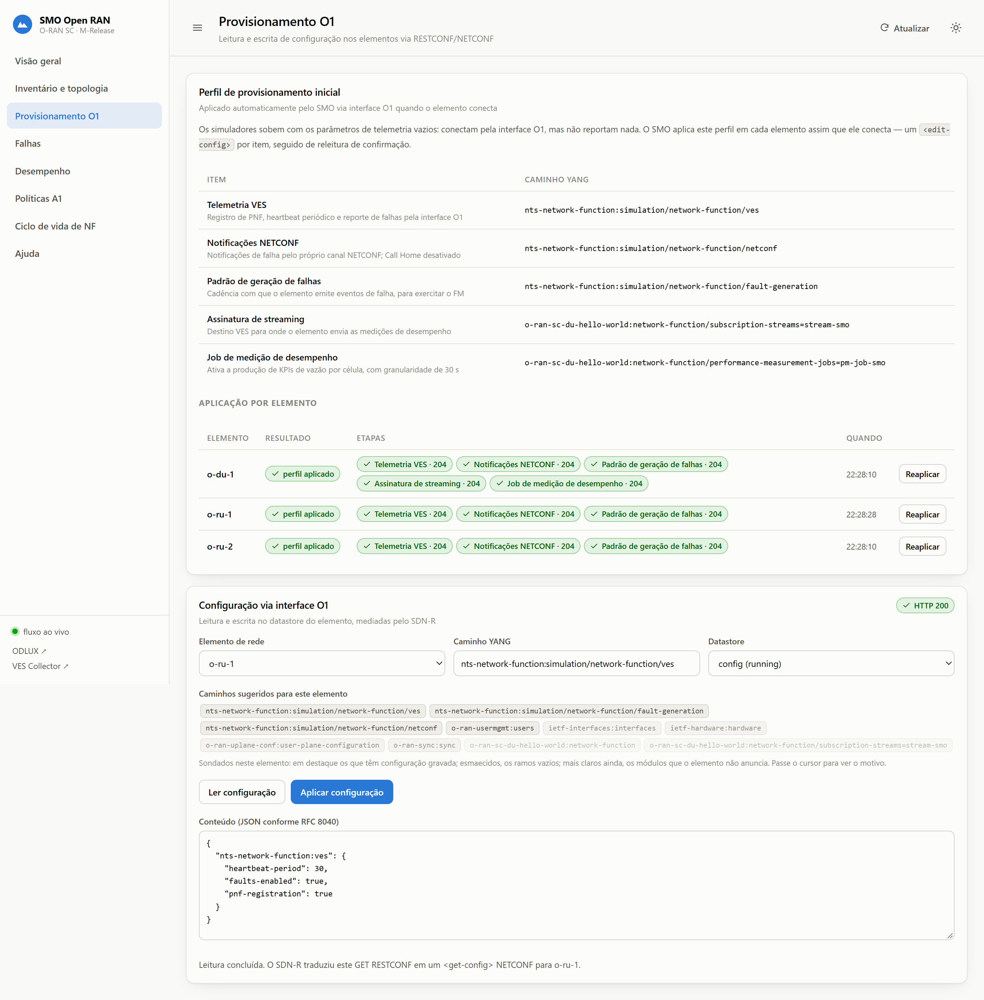 SMO Open RAN
O-RAN SC · M-Release
Visão geral
Inventário e topologia
Provisionamento O1
Falhas
Desempenho
Políticas A1
Ciclo de vida de NF
Ajuda
fluxo ao vivo
ODLUX ↗
VES Collector ↗
Provisionamento O1
Leitura e escrita de configuração nos elementos via RESTCONF/NETCONF
Atualizar
Perfil de provisionamento inicial
Aplicado automaticamente pelo SMO via interface O1 quando o elemento conecta
Os simuladores sobem com os parâmetros de telemetria vazios: conectam pela interface O1, mas não reportam nada. O SMO aplica este perfil em cada elemento assim que ele conecta — um <edit-
config> por item, seguido de releitura de confirmação.
ITEM CAMINHO YANG
Telemetria VES
Registro de PNF, heartbeat periódico e reporte de falhas pela interface O1
nts-network-function:simulation/network-function/ves
Notificações NETCONF
Notificações de falha pelo próprio canal NETCONF; Call Home desativado
nts-network-function:simulation/network-function/netconf
Padrão de geração de falhas
Cadência com que o elemento emite eventos de falha, para exercitar o FM
nts-network-function:simulation/network-function/fault-generation
Assinatura de streaming
Destino VES para onde o elemento envia as medições de desempenho
o-ran-sc-du-hello-world:network-function/subscription-streams=stream-smo
Job de medição de desempenho
Ativa a produção de KPIs de vazão por célula, com granularidade de 30 s
o-ran-sc-du-hello-world:network-function/performance-measurement-jobs=pm-job-smo
APLICAÇÃO POR ELEMENTO
ELEMENTO RESULTADO ETAPAS QUANDO
o-du-1 ✓ perfil aplicado ✓ Telemetria VES · 204 ✓ Notificações NETCONF · 204 ✓ Padrão de geração de falhas · 204
✓ Assinatura de streaming · 204 ✓ Job de medição de desempenho · 204
22:28:10 Reaplicar
o-ru-1 ✓ perfil aplicado ✓ Telemetria VES · 204 ✓ Notificações NETCONF · 204 ✓ Padrão de geração de falhas · 204 22:28:28 Reaplicar
o-ru-2 ✓ perfil aplicado ✓ Telemetria VES · 204 ✓ Notificações NETCONF · 204 ✓ Padrão de geração de falhas · 204 22:28:10 Reaplicar
Configuração via interface O1
✓ HTTP 200
Leitura e escrita no datastore do elemento, mediadas pelo SDN-R
Elemento de rede Caminho YANG Datastore
o-ru-1 nts-network-function:simulation/network-function/ves config (running)
Caminhos sugeridos para este elemento
nts-network-function:simulation/network-function/ves nts-network-function:simulation/network-function/fault-generation
nts-network-function:simulation/network-function/netconf o-ran-usermgmt:users ietf-interfaces:interfaces ietf-hardware:hardware
o-ran-uplane-conf:user-plane-configuration o-ran-sync:sync o-ran-sc-du-hello-world:network-function o-ran-sc-du-hello-world:network-function/subscription-streams=stream-smo
Sondados neste elemento: em destaque os que têm configuração gravada; esmaecidos, os ramos vazios; mais claros ainda, os módulos que o elemento não anuncia. Passe o cursor para ver o motivo.
Ler configuração Aplicar configuração
Conteúdo (JSON conforme RFC 8040)
{
"nts-network-function:ves": {
"heartbeat-period": 30,
"faults-enabled": true,
"pnf-registration": true
}
}
Leitura concluída. O SDN-R traduziu este GET RESTCONF em um <get-config> NETCONF para o-ru-1.